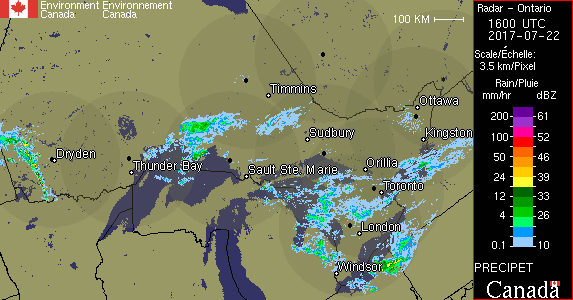 Environment Environnement
Canada Canada
100 KM
Timmins
Ottawa
Sudbury
Kingston
Dryden
Thunder Bay
Sault Ste. Marie
Orillia
Toronto
London
Windsor
Radar - Ontario
1600 UTC
2017-07-22
Scale/Échelle:
3.5 km/Pixel
Rain/Pluie
mm/hr dBZ
200 61
100 52
50 46
24 39
12 33
4 26
0.1 10
PRECIPET
Canada